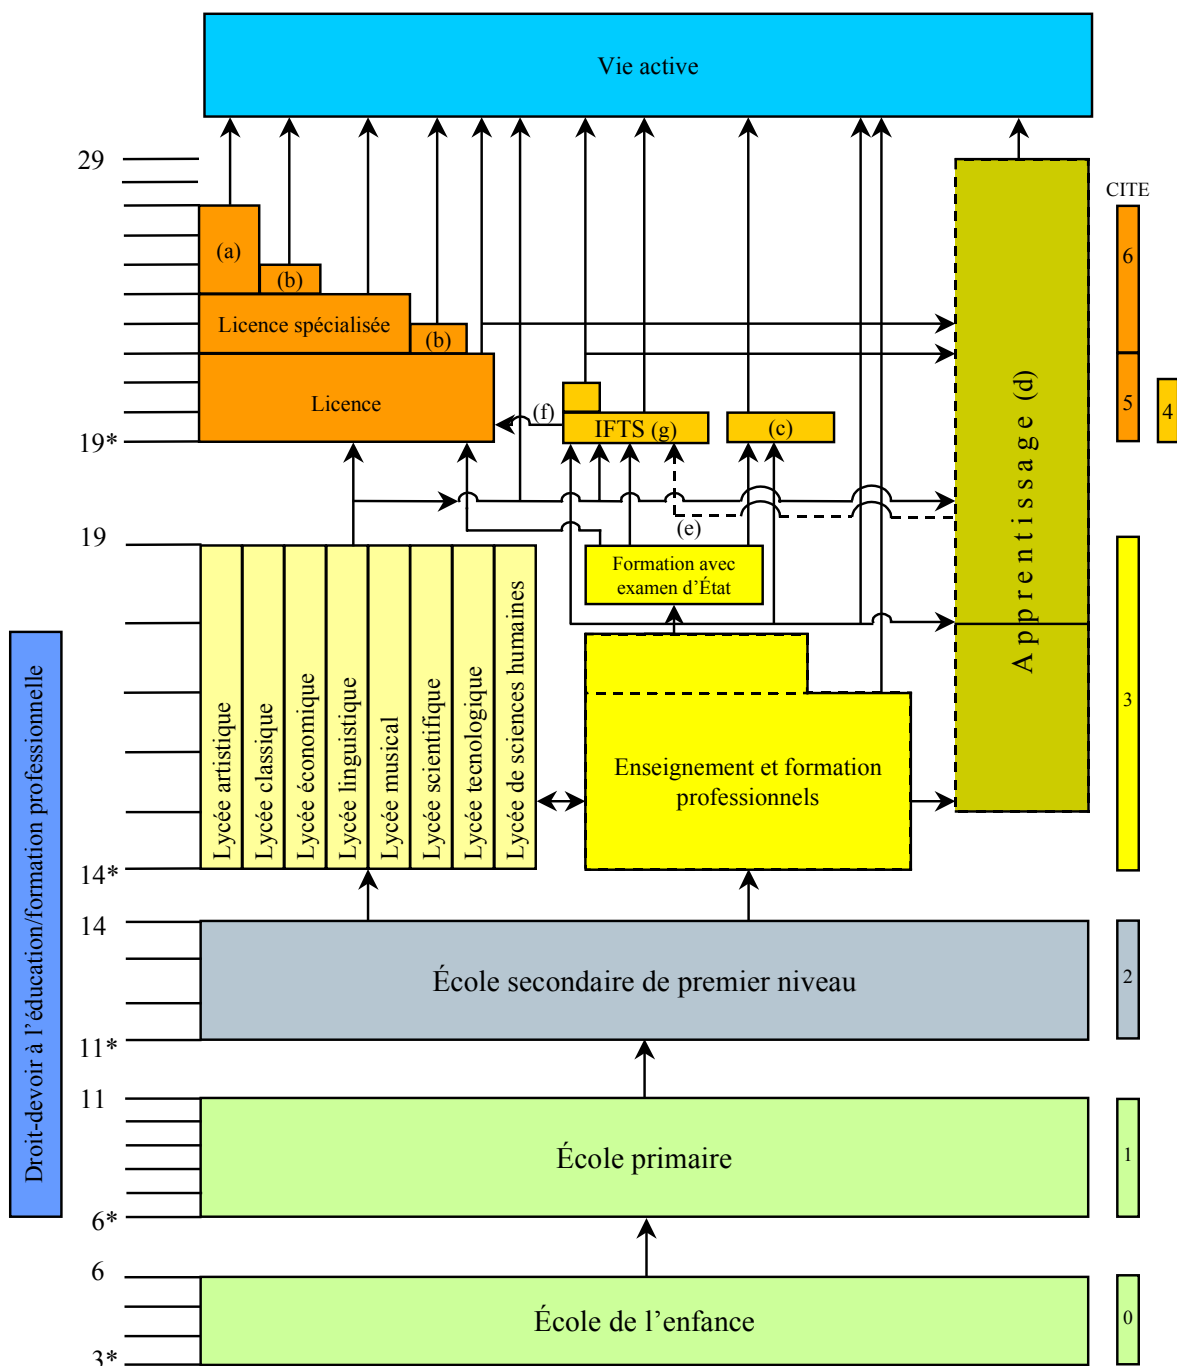 Vie active
29
CITE
(a)
6
(b)
Licence spécialisée
(b)
Licence
(f)
5
4
IFTS (g)
(c)
19*
Apprentissage (d)
(e)
19
Formation avec
examen d’État
Droit-devoir à l’éducation/formation professionnelle
Lycée artistique
Lycée classique
Lycée économique
Lycée linguistique
Lycée musical
Lycée scientifique
Lycée tecnologique
Lycée de sciences humaines
Enseignement et formation
professionnels
3
14*
14
École secondaire de premier niveau
2
11*
11
École primaire
1
6*
6
École de l’enfance
0
3*